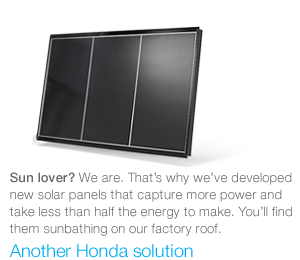 Sun lover? We are. That's why we've developed
new solar panels that capture more power and
take less than half the energy to make. You'll find
them sunbathing on our factory roof.
Another Honda solution